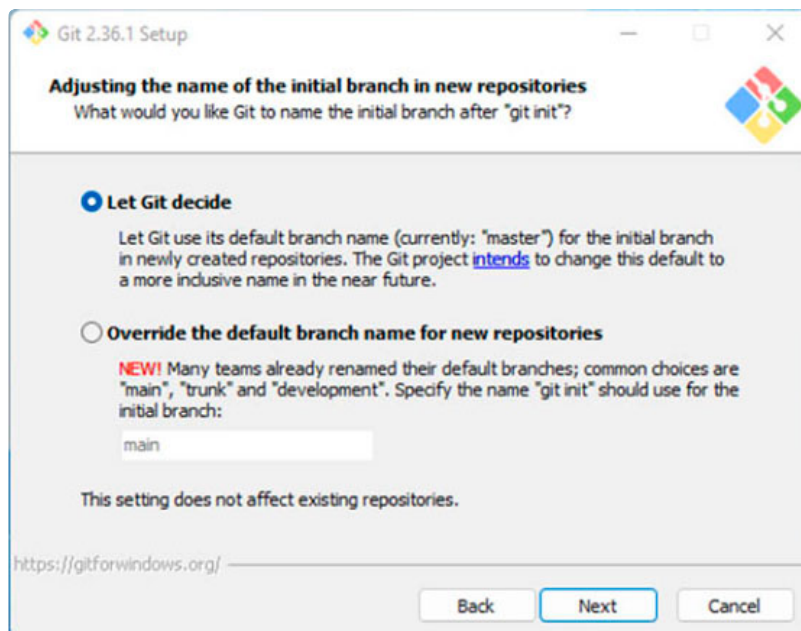 Git 2.36.1 Setup
Adjusting the name of the initial branch in new repositories
What would you like Git to name the initial branch after "git init"?
Let Git decide
Let Git use its default branch name (currently: "master") for the initial branch
in newly created repositories. The Git project intends to change this default to
a more inclusive name in the near future.
Override the default branch name for new repositories
NEW! Many teams already renamed their default branches; common choices are
"main", "trunk" and "development". Specify the name "git init" should use for the
initial branch:
main
This setting does not affect existing repositories.
https://gitforwindows.org/
Back Next Cancel